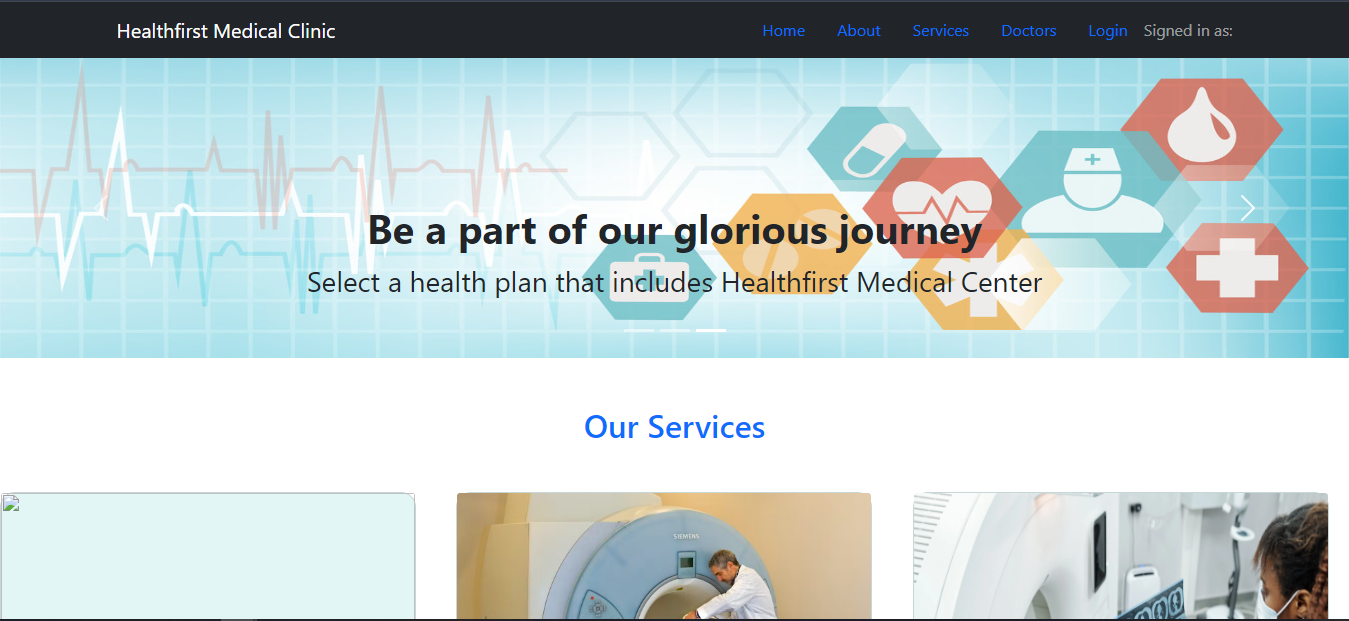 Healthfirst Medical Clinic Home About Services Doctors Login Signed in as:
Be a part of our glorious journey
Select a health plan that includes Healthfirst Medical Center
Our Services
SIEMENS